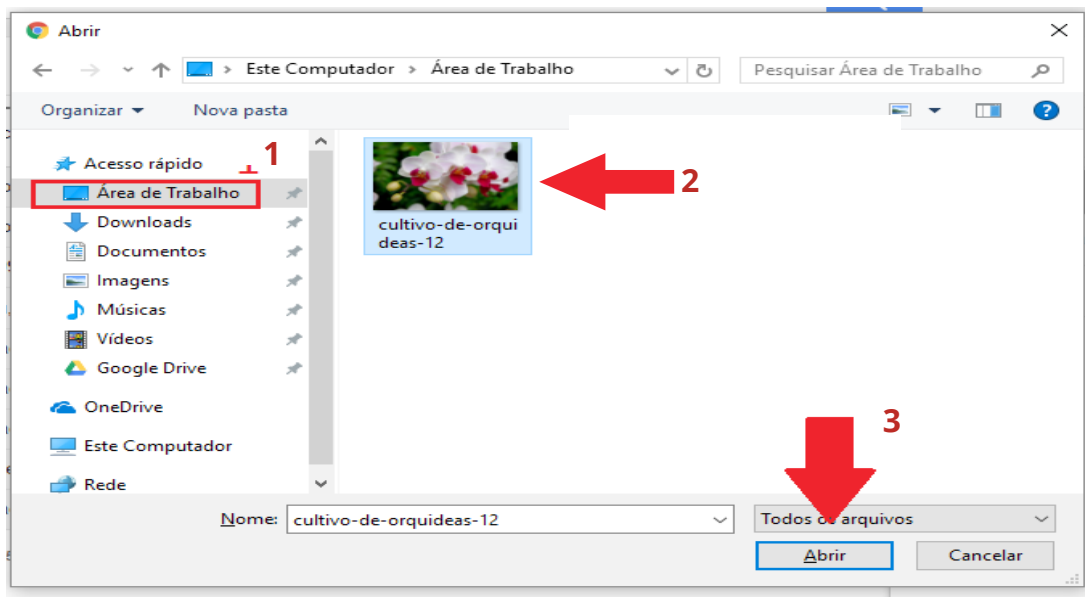 Abrir
Este Computador > Área de Trabalho
Pesquisar Área de Trabalho
Organizar
Nova pasta
?
Acesso rápido
1
Área de Trabalho
Downloads
Documentos
Imagens
Músicas
Vídeos
Google Drive
OneDrive
Este Computador
Rede
cultivo-de-orqui
deas-12
2
3
Nome: cultivo-de-orquideas-12
Todos os arquivos
Abrir
Cancelar